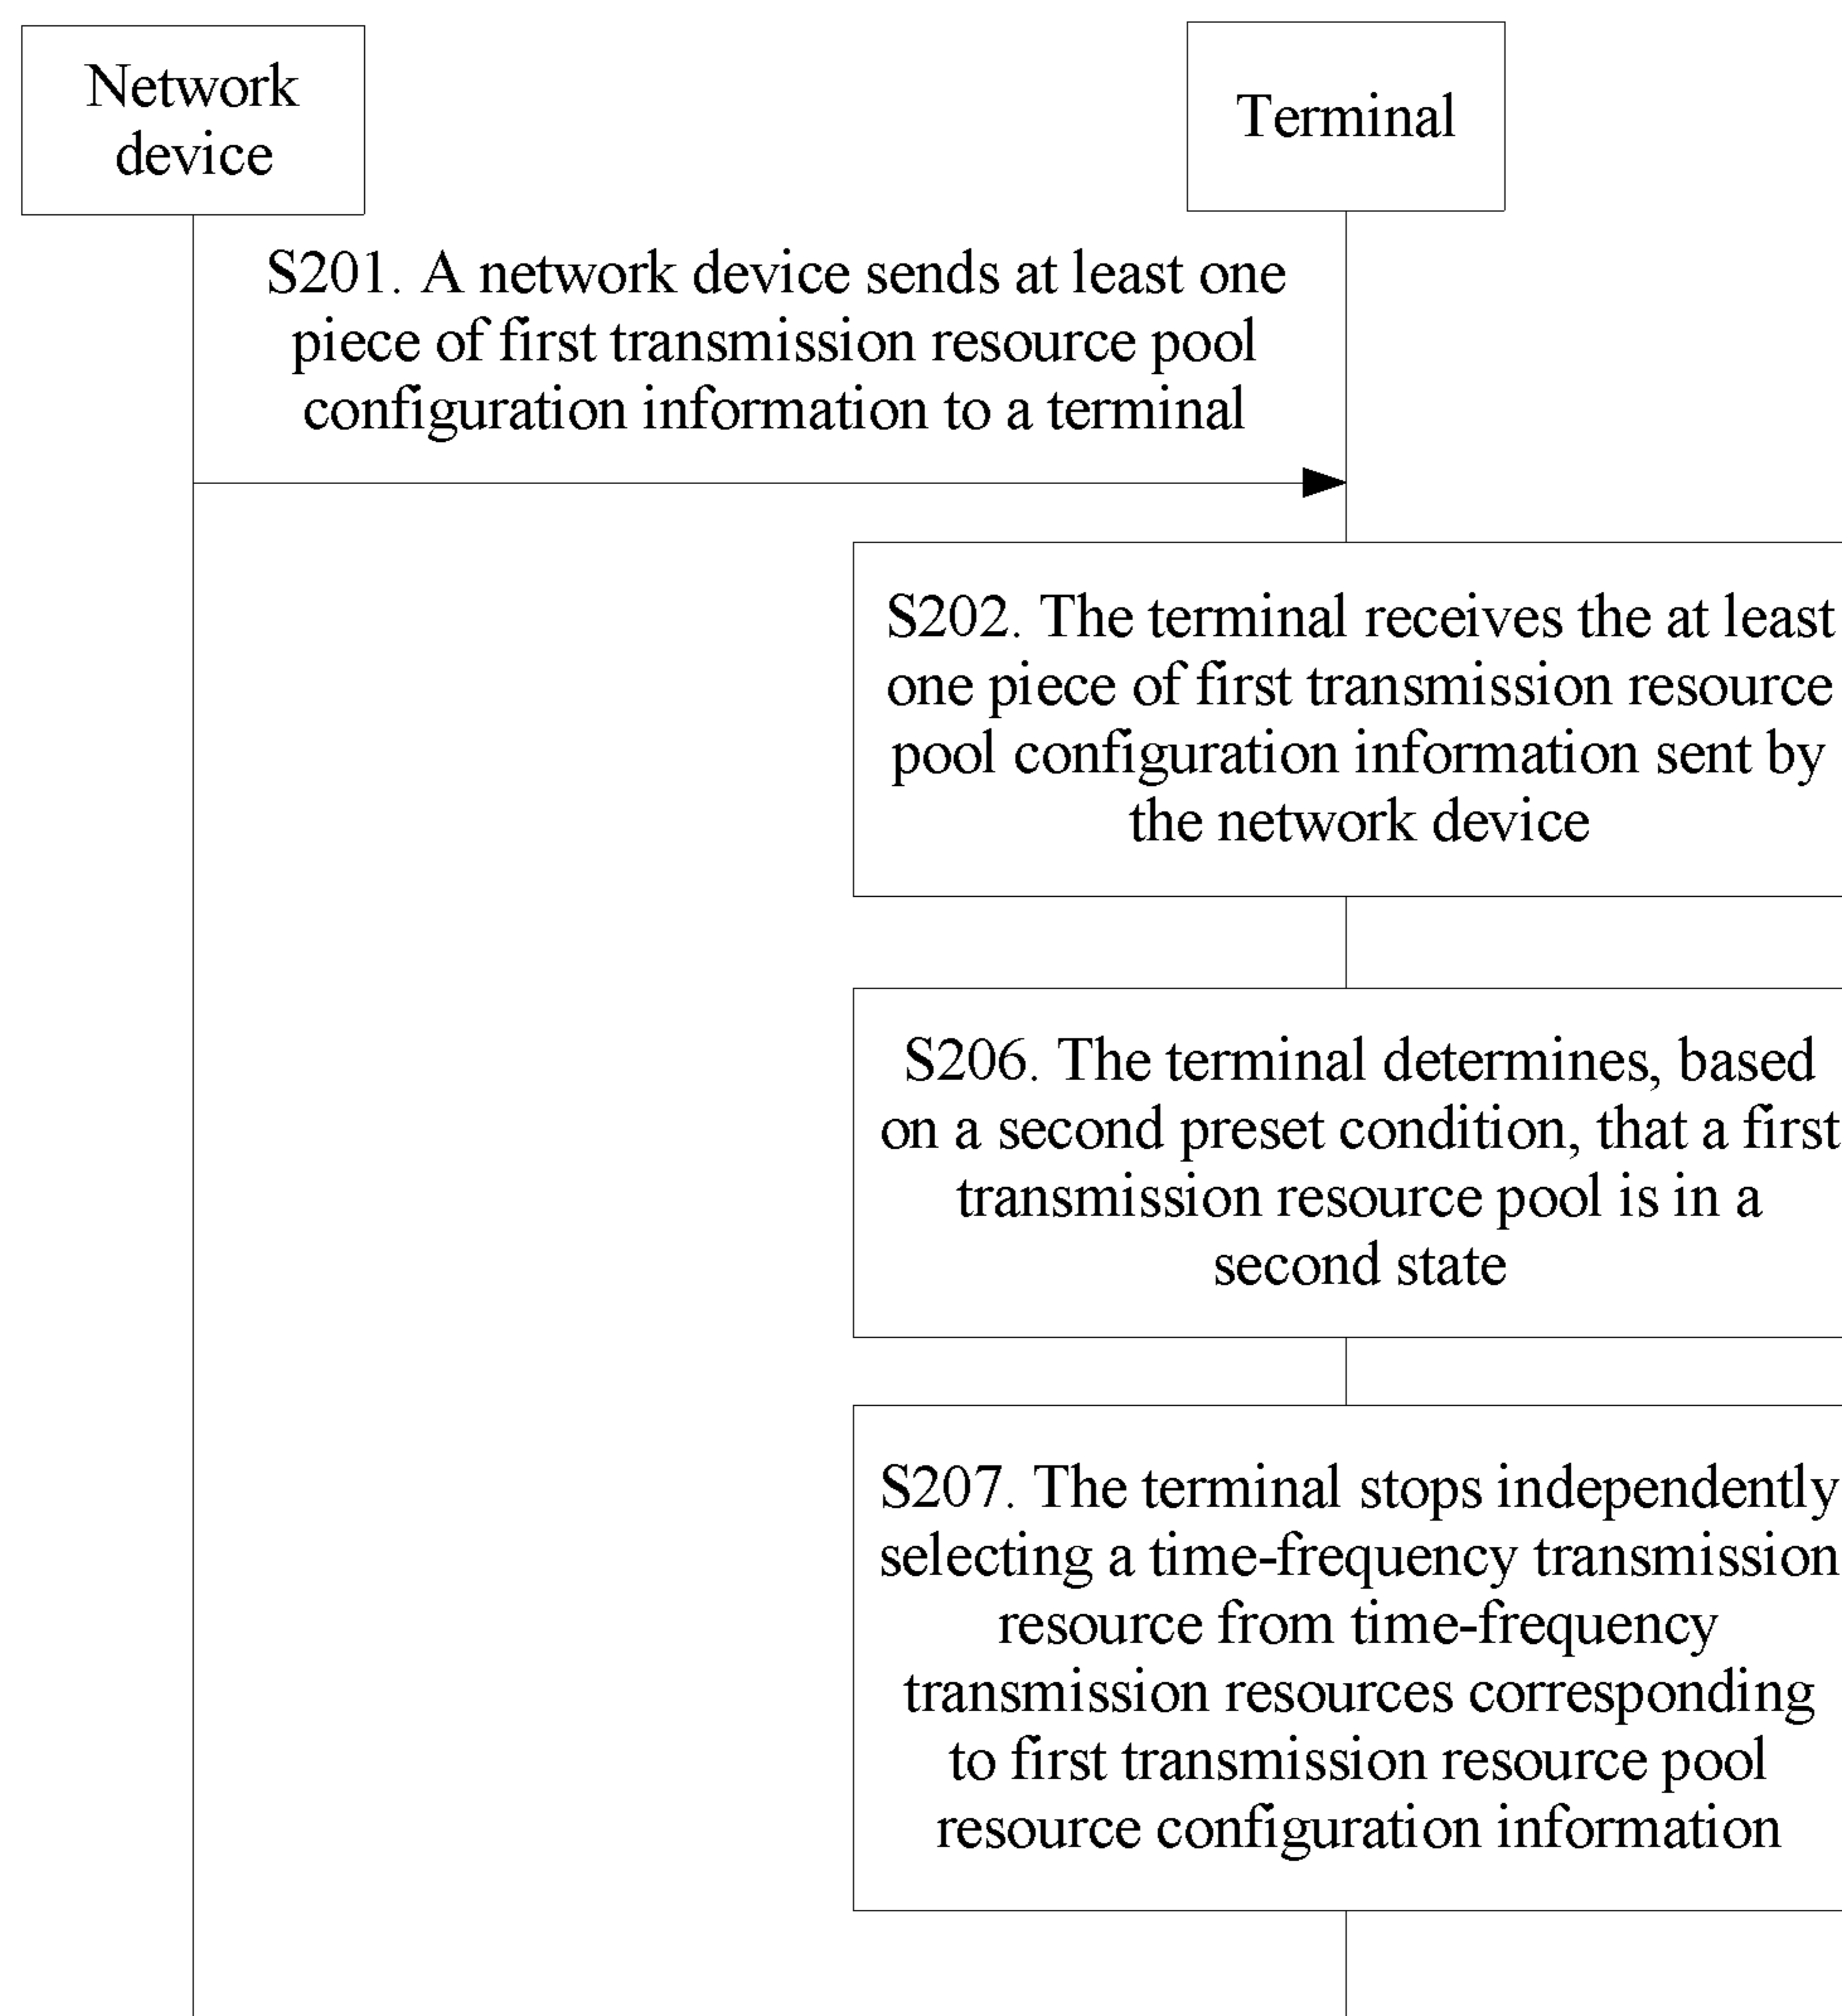 Network
device
Terminal
S201. A network device sends at least one
piece of first transmission resource pool
configuration information to a terminal
S202. The terminal receives the at least
one piece of first transmission resource
pool configuration information sent by
the network device
S206. The terminal determines, based
on a second preset condition, that a first
transmission resource pool is in a
second state
S207. The terminal stops independently
selecting a time-frequency transmission
resource from time-frequency
transmission resources corresponding
to first transmission resource pool
resource configuration information